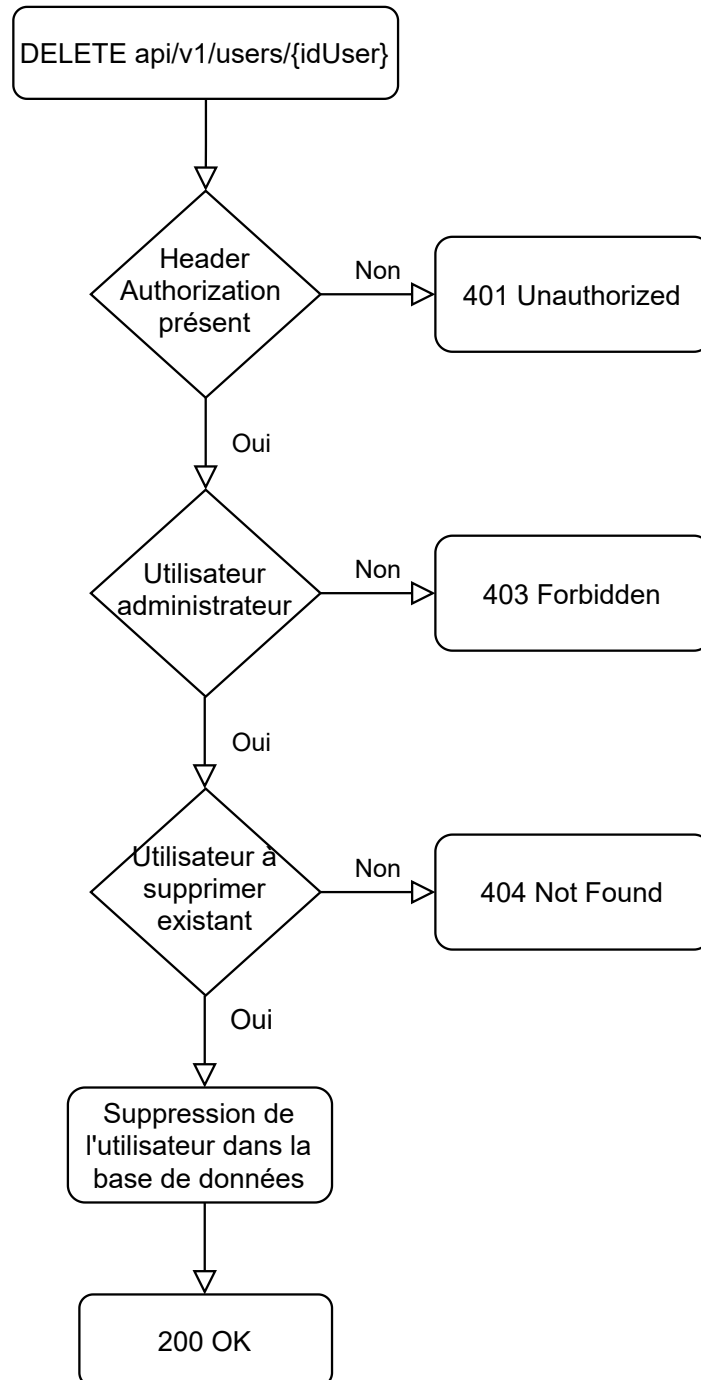 DELETE api/v1/users/{idUser}
Header
Authorization
présent
Non
401 Unauthorized
Oui
Utilisateur
administrateur
Non
403 Forbidden
Oui
Utilisateur à
supprimer
existant
Non
404 Not Found
Oui
Suppression de
l'utilisateur dans la
base de données
200 OK